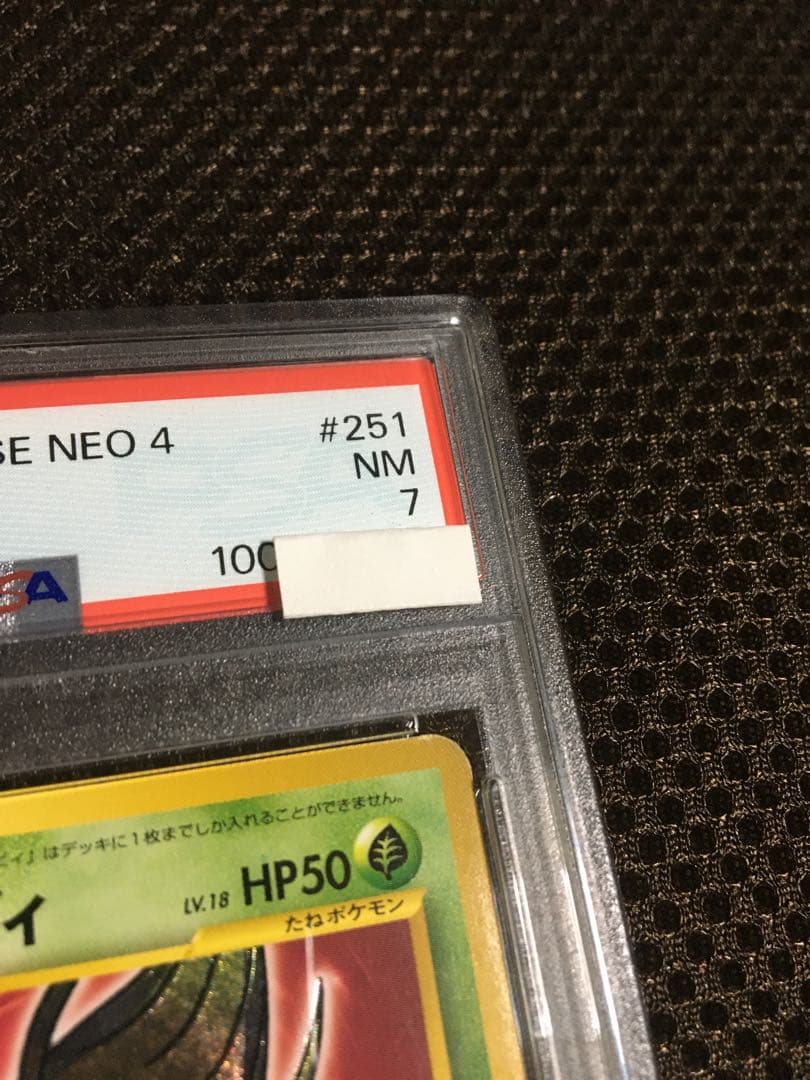 SE NEO 4 #251
NM
7
100
SA
ィ』はデッキに1枚までしか入れることができません。
ィ LV.18 HP50
たねポケモン